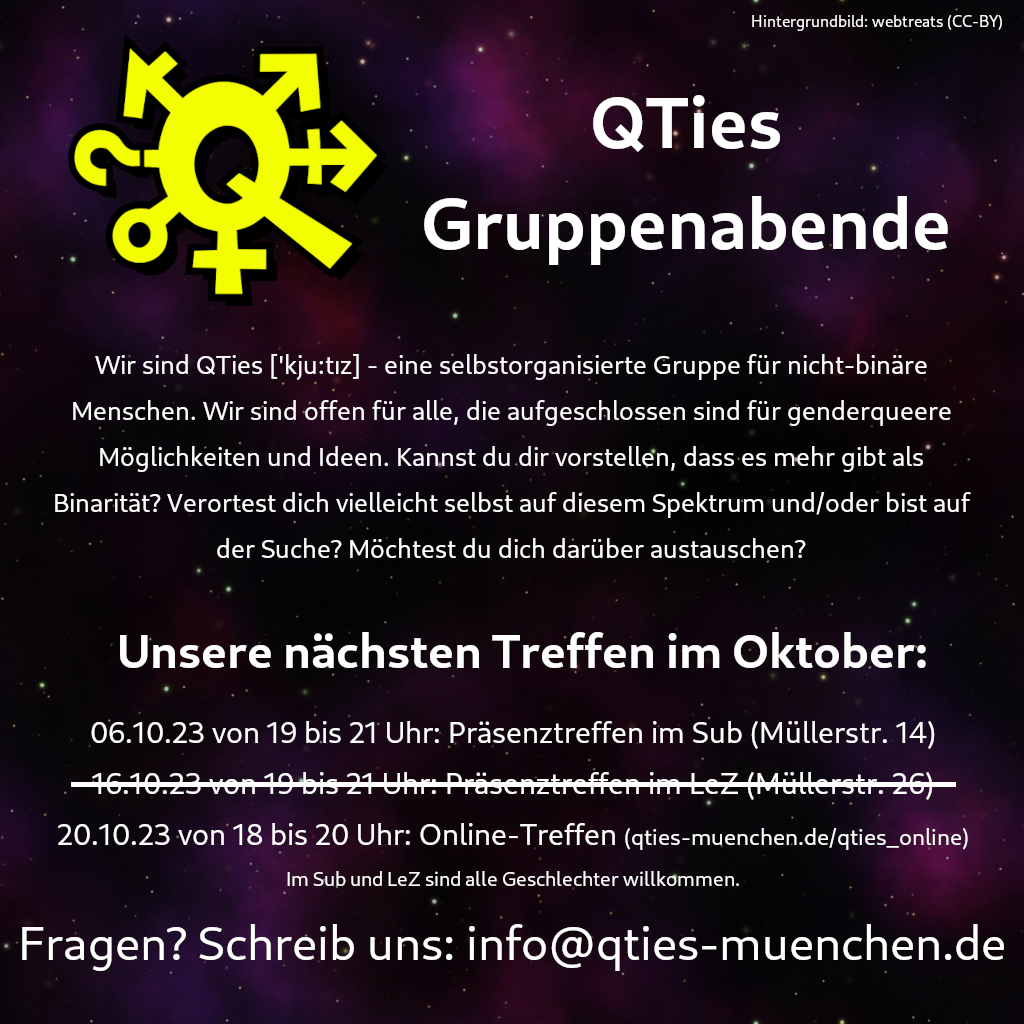 Hintergrundbild: webtreats (CC-BY)
QTies
Gruppenabende
Wir sind QTies ['kju:tɪz] - eine selbstorganisierte Gruppe für nicht-binäre
Menschen. Wir sind offen für alle, die aufgeschlossen sind für genderqueere
Möglichkeiten und Ideen. Kannst du dir vorstellen, dass es mehr gibt als
Binarität? Verortest dich vielleicht selbst auf diesem Spektrum und/oder bist auf
der Suche? Möchtest du dich darüber austauschen?
Unsere nächsten Treffen im Oktober:
06.10.23 von 19 bis 21 Uhr: Präsenztreffen im Sub (Müllerstr. 14)
16.10.23 von 19 bis 21 Uhr: Präsenztreffen im LeZ (Müllerstr. 26)
20.10.23 von 18 bis 20 Uhr: Online-Treffen (qties-muenchen.de/qties_online)
Im Sub und LeZ sind alle Geschlechter willkommen.
Fragen? Schreib uns: info@qties-muenchen.de